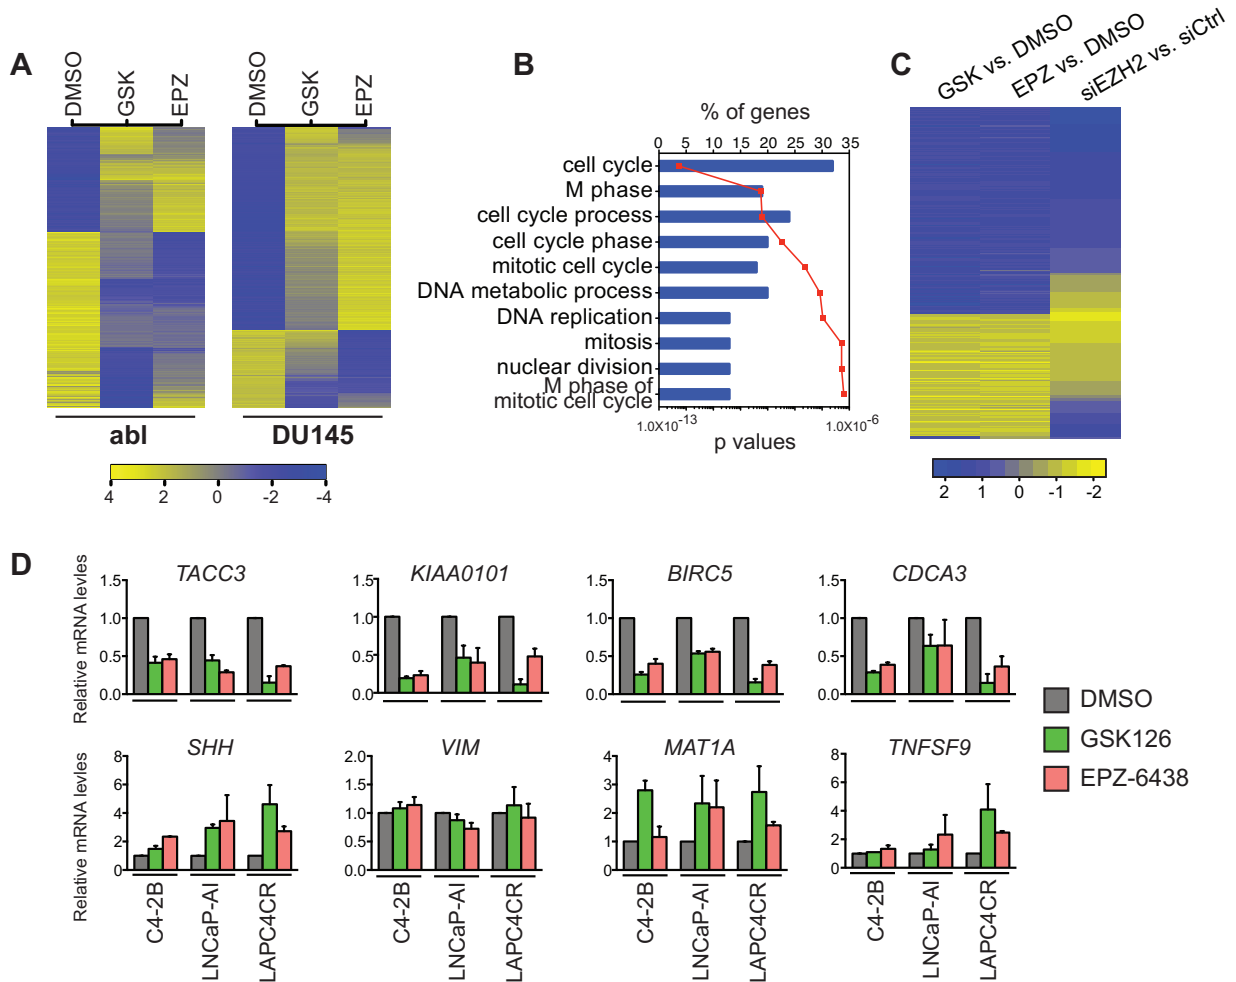 A
DMSO
GSK
EPZ
DMSO
GSK
EPZ
abl
DU145
4 2 0 -2 -4
B
% of genes
0 5 10 15 20 25 30 35
cell cycle
M phase
cell cycle process
cell cycle phase
mitotic cell cycle
DNA metabolic process
DNA replication
mitosis
nuclear division
M phase of
mitotic cell cycle
1.0X10-13 1.0X10-6
p values
C
GSK vs. DMSO
EPZ vs. DMSO
siEZH2 vs. siCtrl
2 1 0 -1 -2
D
Relative mRNA levles
TACC3
1.5
1.0
0.5
0.0
KIAA0101
1.5
1.0
0.5
0.0
BIRC5
1.5
1.0
0.5
0.0
CDCA3
1.5
1.0
0.5
0.0
Relative mRNA levles
SHH
8
6
4
2
0
C4-2B
LNCaP-AI
LAPC4CR
VIM
2.0
1.5
1.0
0.5
0.0
C4-2B
LNCaP-AI
LAPC4CR
MAT1A
4
3
2
1
0
C4-2B
LNCaP-AI
LAPC4CR
TNFSF9
8
6
4
2
0
C4-2B
LNCaP-AI
LAPC4CR
DMSO
GSK126
EPZ-6438